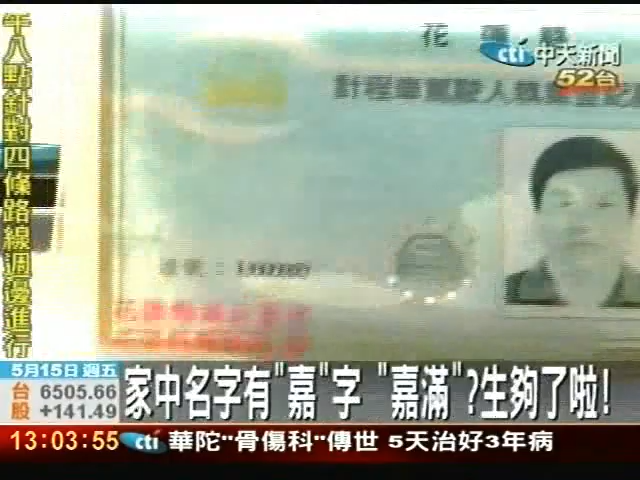 花蓮縣
cti 中天新聞
52台
計程車駕駛人執業登記
午八點針對四條路線週邊進行
5月15日 週五
台股 6505.66
+141.49
家中名字有"嘉"字 "嘉滿"?生夠了啦!
13:03:55 cti 華陀"骨傷科"傳世 5天治好3年病